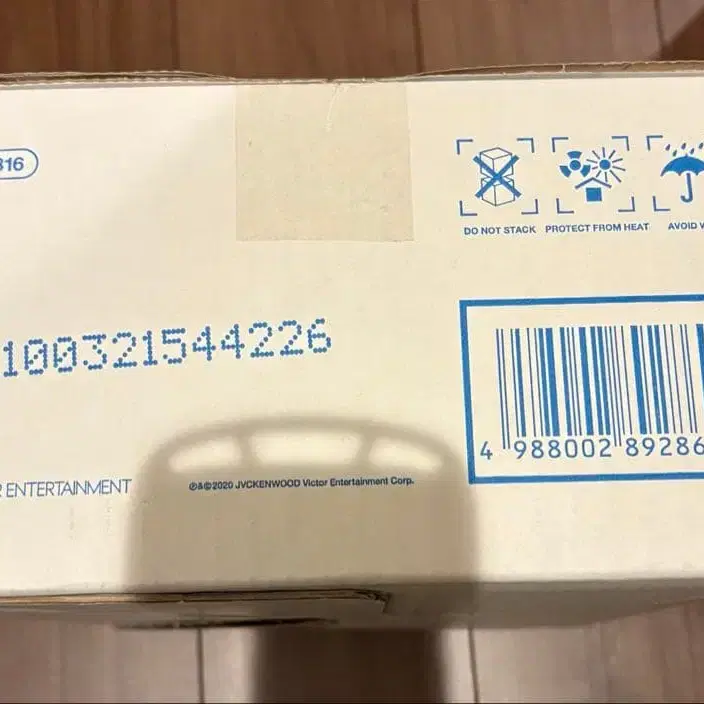 316
DO NOT STACK PROTECT FROM HEAT AVOID
100321544226
4 988002 89286
ENTERTAINMENT
℗&©2020 JVCKENWOOD Victor Entertainment Corp.